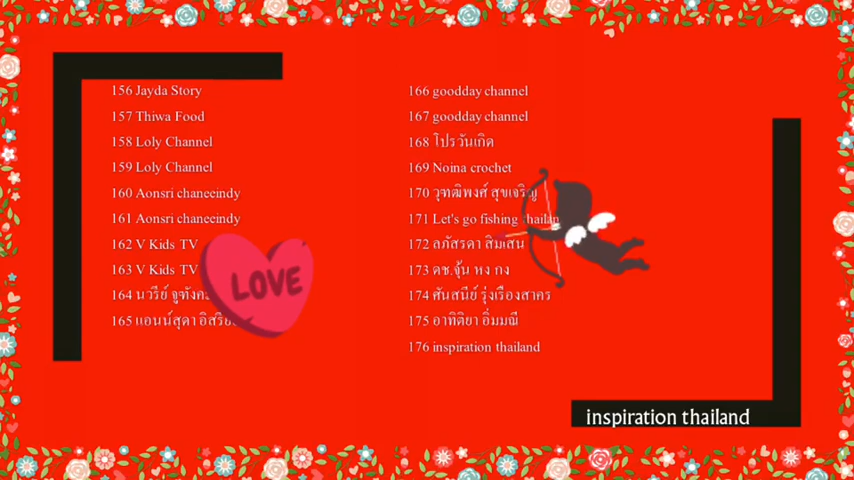 156 Jayda Story
157 Thiwa Food
158 Loly Channel
159 Loly Channel
160 Aonsri chaneeindy
161 Aonsri chaneeindy
162 V Kids TV
163 V Kids TV
164 นวรีย์
165 แอนน์สุดา
LOVE
166 goodday channel
167 goodday channel
168 โปรวันเกิด
169 Noina crochet
170 วุฑฒิพงศ์ สุขเจริญ
171 Let's go fishing thailan
172 ลภัสรดา สิมเสน
173 ดช.จุ้น หง กง
174 ศันสนีย์ รุ่งเรืองสาคร
175 อาทิติยา อิ่มมณี
176 inspiration thailand
inspiration thailand